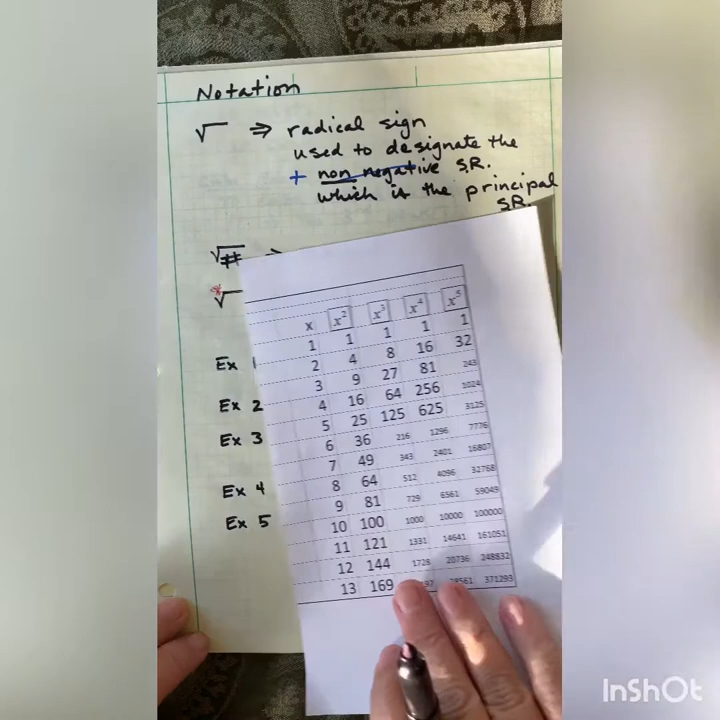 Notation
√ ⇒ radical sign
used to designate the
+ non negative S.R.
which is the principal
S.R.
√# ⇒
*√
Ex 1
Ex 2
Ex 3
Ex 4
Ex 5
x x² x³ x⁴ x⁵
1 1 1 1 1
2 4 8 16 32
3 9 27 81 243
4 16 64 256 1024
5 25 125 625 3125
6 36 216 1296 7776
7 49 343 2401 16807
8 64 512 4096 32768
9 81 729 6561 59049
10 100 1000 10000 100000
11 121 1331 14641 161051
12 144 1728 20736 248832
13 169 197 28561 371293
InShOt